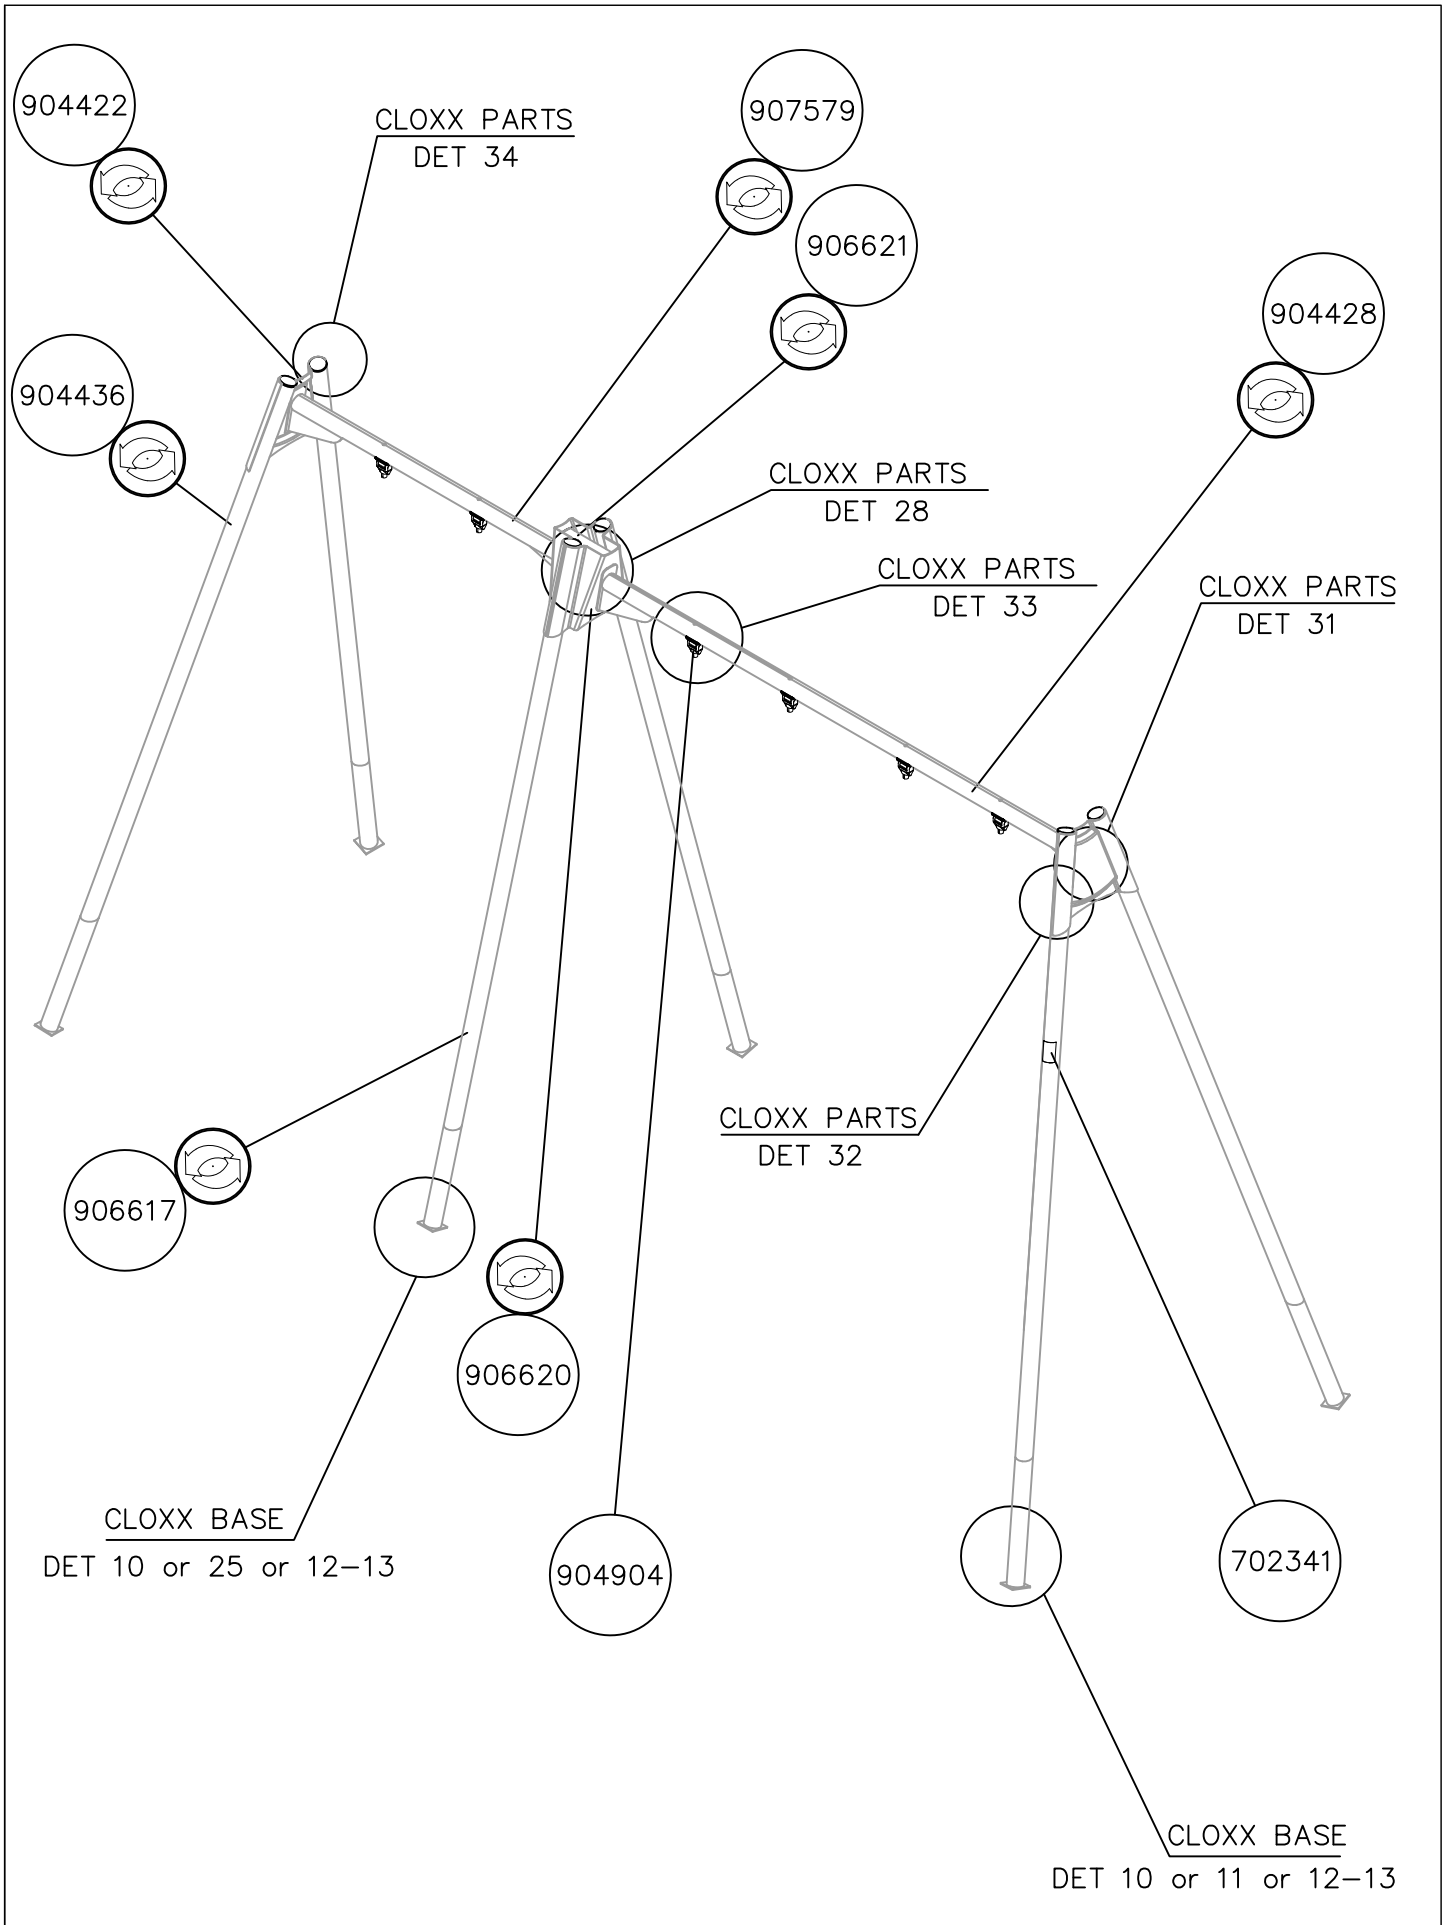 904422
CLOXX PARTS
DET 34
907579
906621
904428
904436
CLOXX PARTS
DET 28
CLOXX PARTS
DET 33
CLOXX PARTS
DET 31
CLOXX PARTS
DET 32
906617
906620
CLOXX BASE
DET 10 or 25 or 12-13
904904
702341
CLOXX BASE
DET 10 or 11 or 12-13